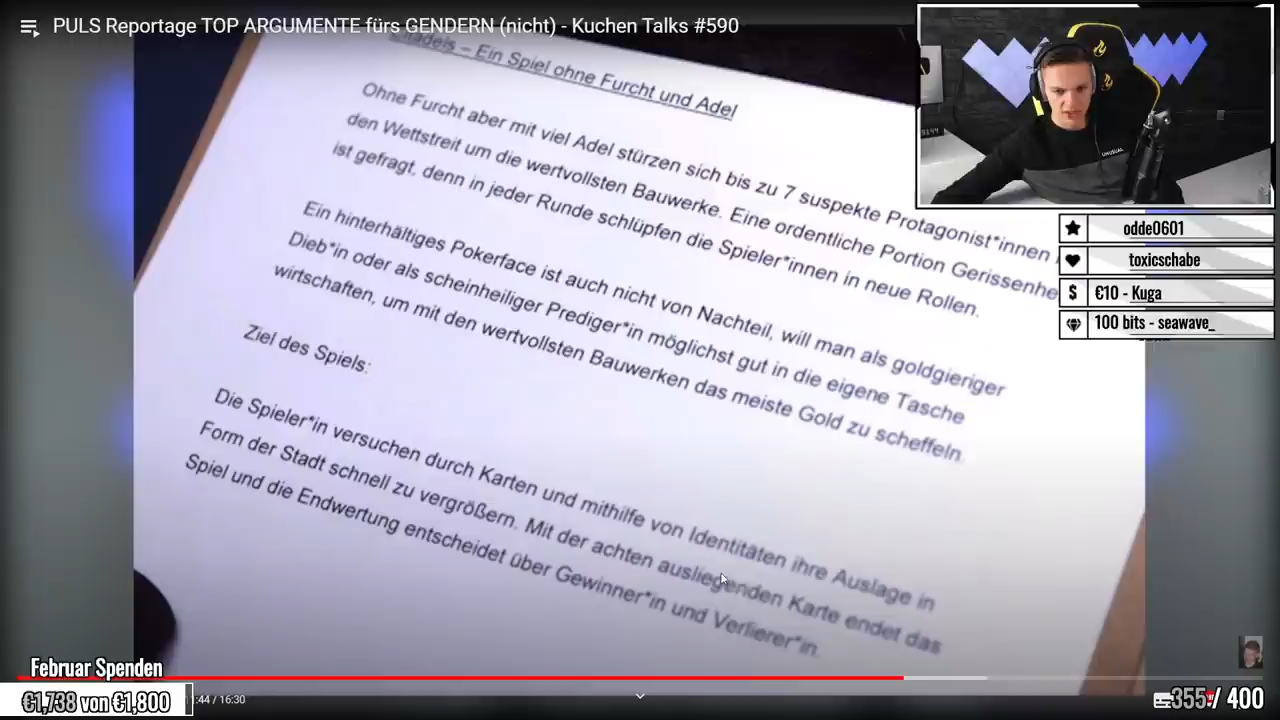 PULS Reportage TOP ARGUMENTE fürs GENDERN (nicht) - Kuchen Talks #590
– Ein Spiel ohne Furcht und Adel
Ohne Furcht aber mit viel Adel stürzen sich bis zu 7 suspekte Protagonist*innen
den Wettstreit um die wertvollsten Bauwerke. Eine ordentliche Portion
ist gefragt, denn in jeder Runde schlüpfen die Spieler*innen in neue Rollen.
Ein hinterhältiges Pokerface ist auch nicht von Nachteil, will man als goldgieriger
Dieb*in oder als scheinheiliger Prediger*in möglichst gut in die eigene Tasche
wirtschaften, um mit den wertvollsten Bauwerken das meiste Gold zu scheffeln.
Ziel des Spiels:
Die Spieler*in versuchen durch Karten und mithilfe von Identitäten ihre Auslage in
Form der Stadt schnell zu vergrößern. Mit der achten ausliegenden Karte endet das
Spiel und die Endwertung entscheidet über Gewinner*in und Verlierer*in.
UNUSUAL
odde0601
toxicschabe
$ €10 - Kuga
100 bits - seawave_
Februar Spenden
€1,738 von €1,800
:44 / 16:30
355 / 400